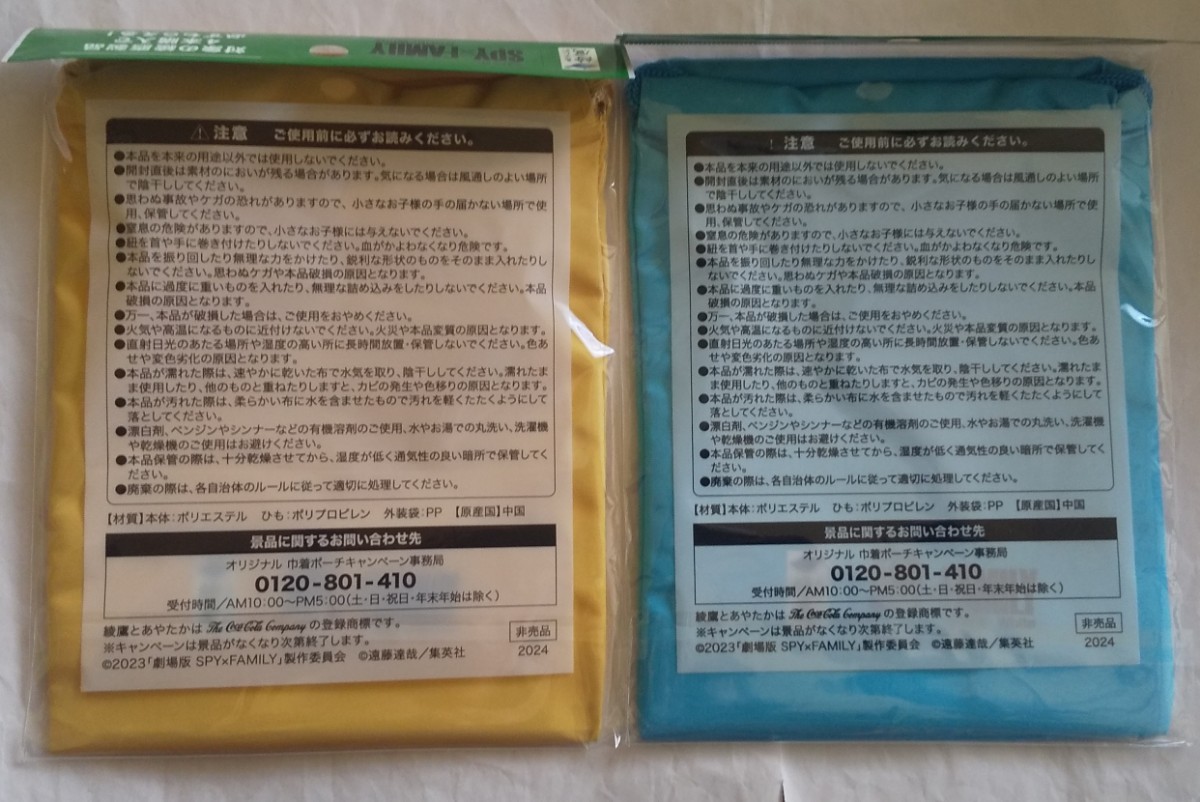 対象の綾鷹製品
4本購入で
必ずもらえる!
SPY×FAMILY
注意 ご使用前に必ずお読みください。
●本品を本来の用途以外では使用しないでください。
●開封直後は素材のにおいが残る場合があります。気になる場合は風通しのよい場所
で陰干ししてください。
●思わぬ事故やケガの恐れがありますので、小さなお子様の手の届かない場所で使
用、保管してください。
●窒息の危険がありますので、小さなお子様には与えないでください。
●紐を首や手に巻き付けたりしないでください。血がかよわなくなり危険です。
●本品を振り回したり無理な力をかけたり、鋭利な形状のものをそのまま入れたりし
ないでください。思わぬケガや本品破損の原因となります。
●本品に過度に重いものを入れたり、無理な詰め込みをしたりしないでください。本品
破損の原因となります。
●万一、本品が破損した場合は、ご使用をおやめください。
●火気や高温になるものに近付けないでください。火災や本品変質の原因となります。
●直射日光のあたる場所や湿度の高い所に長時間放置・保管しないでください。色あ
せや変色劣化の原因となります。
●本品が濡れた際は、速やかに乾いた布で水気を取り、陰干ししてください。濡れたま
ま使用したり、他のものと重ねたりしますと、カビの発生や色移りの原因となります。
●本品が汚れた際は、柔らかい布に水を含ませたもので汚れを軽くたたくようにして
落としてください。
●漂白剤、ベンジンやシンナーなどの有機溶剤のご使用、水やお湯での丸洗い、洗濯機
や乾燥機のご使用はお避けください。
●本品保管の際は、十分乾燥させてから、湿度が低く通気性の良い暗所で保管してく
ださい。
●廃棄の際は、各自治体のルールに従って適切に処理してください。
【材質】本体:ポリエステル ひも:ポリプロピレン 外装袋:PP 【原産国】中国
景品に関するお問い合わせ先
オリジナル 巾着ポーチキャンペーン事務局
0120-801-410
受付時間/AM10:00〜PM5:00(土・日・祝日・年末年始は除く)
綾鷹とあやたかは The Coca-Cola Company の登録商標です。
※キャンペーンは景品がなくなり次第終了します。
©2023「劇場版 SPY×FAMILY」製作委員会 ©遠藤達哉/集英社
非売品
2024
注意 ご使用前に必ずお読みください。
●本品を本来の用途以外では使用しないでください。
●開封直後は素材のにおいが残る場合があります。気になる場合は風通しのよい場所
で陰干ししてください。
●思わぬ事故やケガの恐れがありますので、小さなお子様の手の届かない場所で使
用、保管してください。
●窒息の危険がありますので、小さなお子様には与えないでください。
●紐を首や手に巻き付けたりしないでください。血がかよわなくなり危険です。
●本品を振り回したり無理な力をかけたり、鋭利な形状のものをそのまま入れたりし
ないでください。思わぬケガや本品破損の原因となります。
●本品に過度に重いものを入れたり、無理な詰め込みをしたりしないでください。本品
破損の原因となります。
●万一、本品が破損した場合は、ご使用をおやめください。
●火気や高温になるものに近付けないでください。火災や本品変質の原因となります。
●直射日光のあたる場所や湿度の高い所に長時間放置・保管しないでください。色あ
せや変色劣化の原因となります。
●本品が濡れた際は、速やかに乾いた布で水気を取り、陰干ししてください。濡れたま
ま使用したり、他のものと重ねたりしますと、カビの発生や色移りの原因となります。
●本品が汚れた際は、柔らかい布に水を含ませたもので汚れを軽くたたくようにして
落としてください。
●漂白剤、ベンジンやシンナーなどの有機溶剤のご使用、水やお湯での丸洗い、洗濯機
や乾燥機のご使用はお避けください。
●本品保管の際は、十分乾燥させてから、湿度が低く通気性の良い暗所で保管してく
ださい。
●廃棄の際は、各自治体のルールに従って適切に処理してください。
【材質】本体:ポリエステル ひも:ポリプロピレン 外装袋:PP 【原産国】中国
景品に関するお問い合わせ先
オリジナル 巾着ポーチキャンペーン事務局
0120-801-410
受付時間/AM10:00〜PM5:00(土・日・祝日・年末年始は除く)
綾鷹とあやたかは The Coca-Cola Company の登録商標です。
※キャンペーンは景品がなくなり次第終了します。
©2023「劇場版 SPY×FAMILY」製作委員会 ©遠藤達哉/集英社
非売品
2024